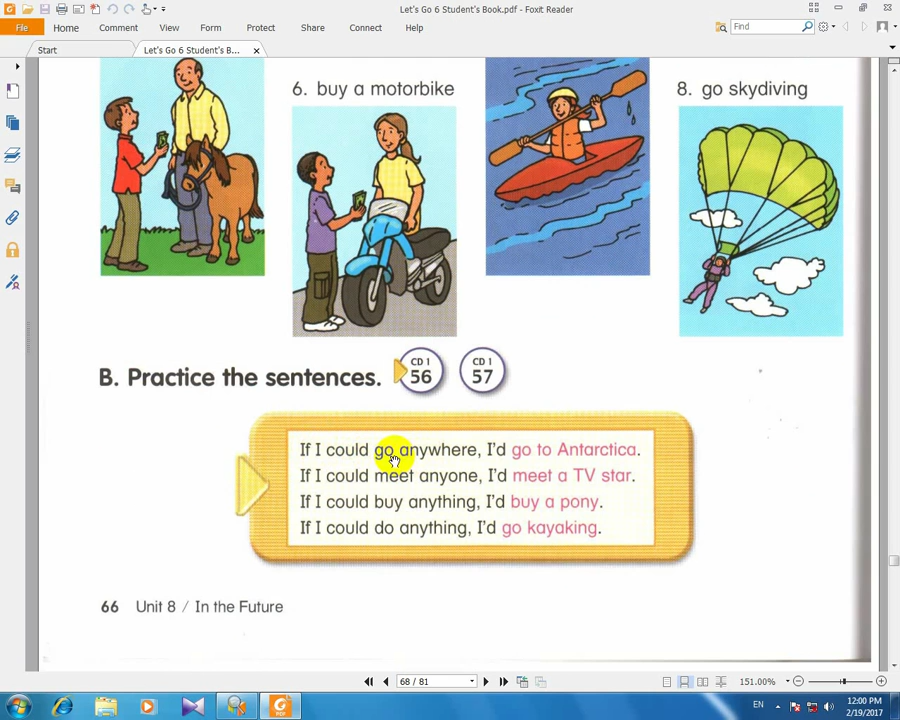 Let's Go 6 Student's Book.pdf - Foxit Reader
File Home Comment View Form Protect Share Connect Help
Find
Start
Let's Go 6 Student's B...
6. buy a motorbike
8. go skydiving
B. Practice the sentences.
CD 1
56
CD 1
57
If I could go anywhere, I'd go to Antarctica.
If I could meet anyone, I'd meet a TV star.
If I could buy anything, I'd buy a pony.
If I could do anything, I'd go kayaking.
66 Unit 8 / In the Future
68 / 81
151.00%
EN
12:00 PM
2/19/2017